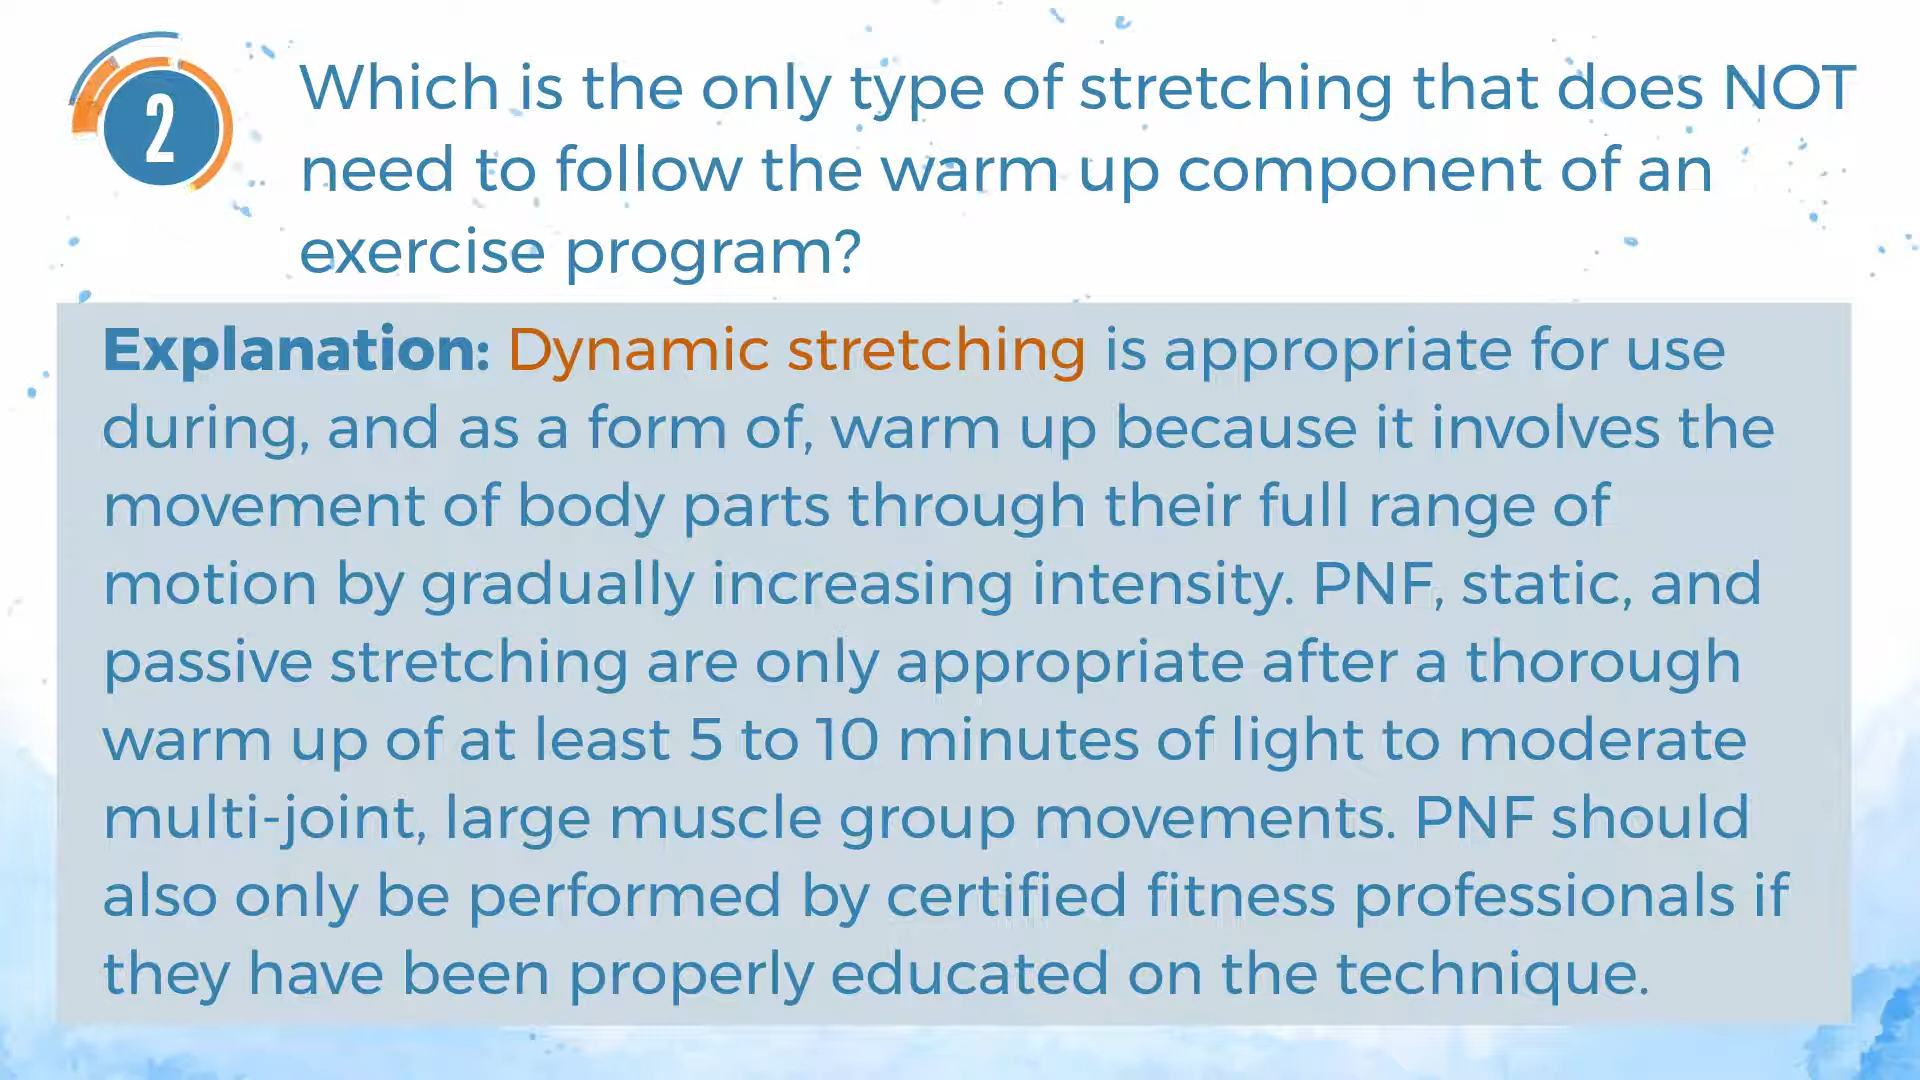 2
Which is the only type of stretching that does NOT
need to follow the warm up component of an
exercise program?
Explanation: Dynamic stretching is appropriate for use
during, and as a form of, warm up because it involves the
movement of body parts through their full range of
motion by gradually increasing intensity. PNF, static, and
passive stretching are only appropriate after a thorough
warm up of at least 5 to 10 minutes of light to moderate
multi-joint, large muscle group movements. PNF should
also only be performed by certified fitness professionals if
they have been properly educated on the technique.